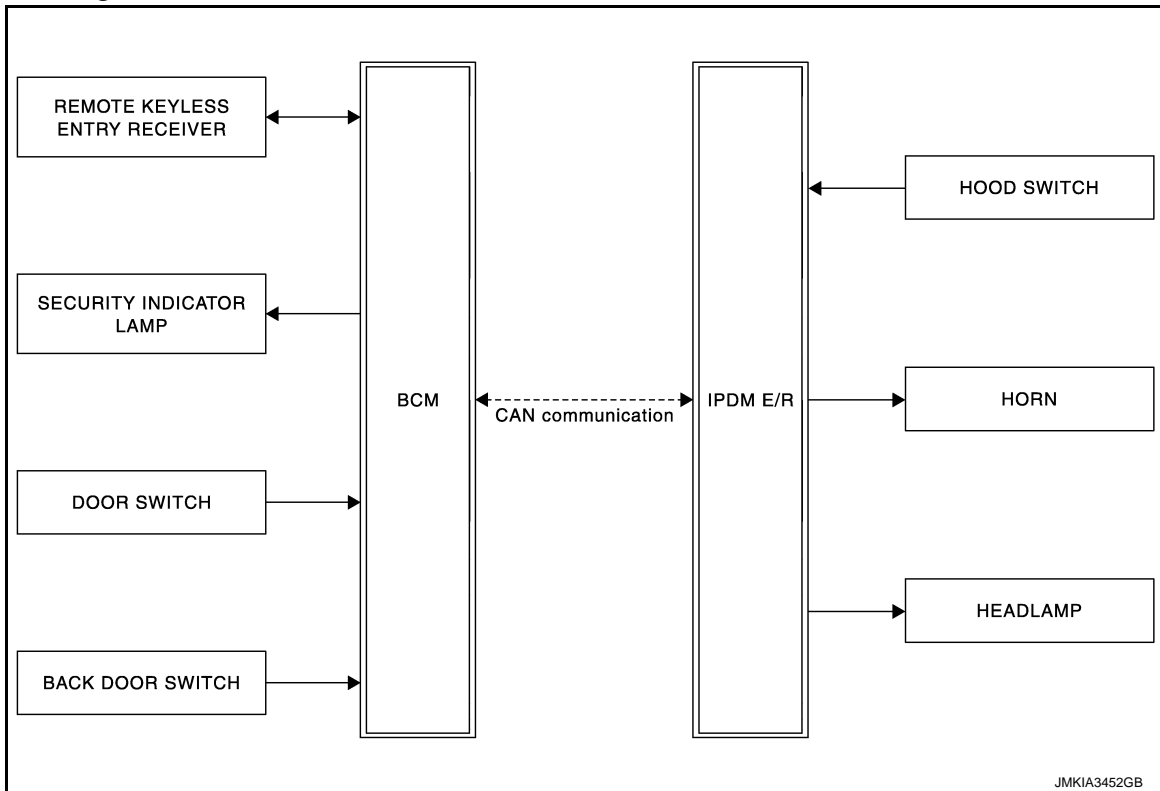 REMOTE KEYLESS
ENTRY RECEIVER
SECURITY INDICATOR
LAMP
DOOR SWITCH
BACK DOOR SWITCH
BCM
CAN communication
IPDM E/R
HOOD SWITCH
HORN
HEADLAMP
JMKIA3452GB